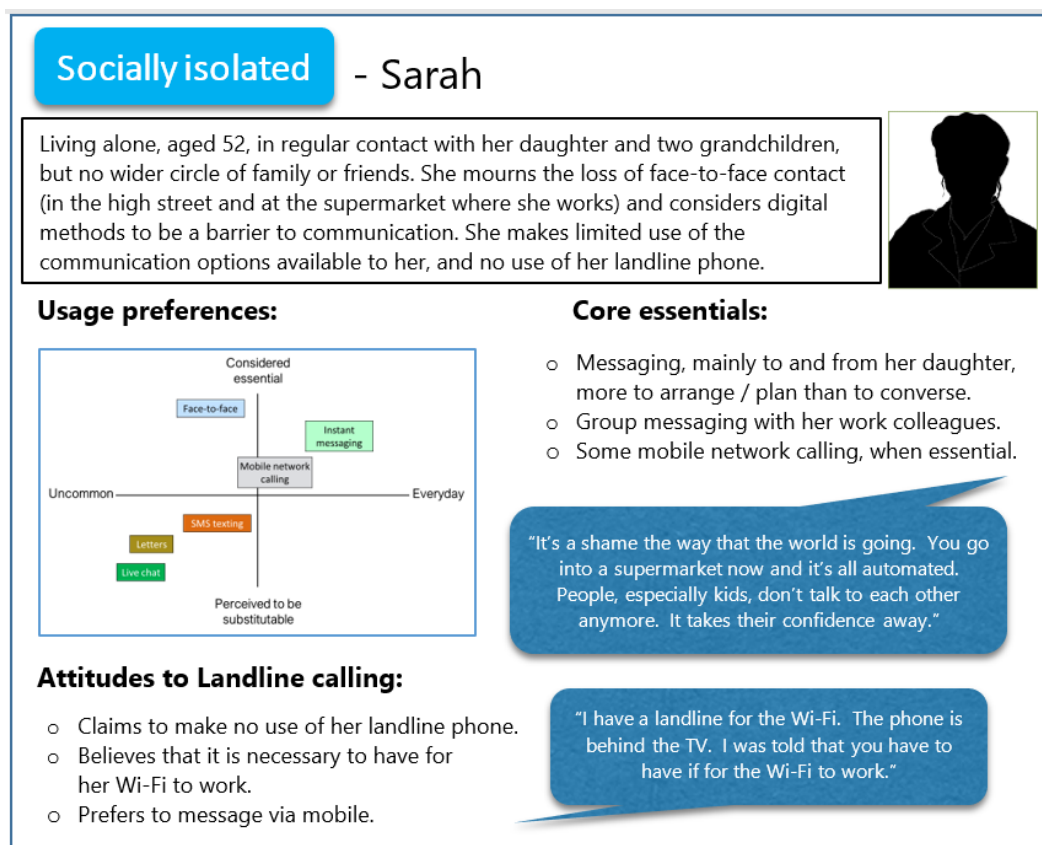 Socially isolated - Sarah
Living alone, aged 52, in regular contact with her daughter and two grandchildren,
but no wider circle of family or friends. She mourns the loss of face-to-face contact
(in the high street and at the supermarket where she works) and considers digital
methods to be a barrier to communication. She makes limited use of the
communication options available to her, and no use of her landline phone.
Usage preferences:
Considered
essential
Face-to-face
Instant
messaging
Mobile network
calling
Uncommon
Everyday
SMS texting
Letters
Live chat
Perceived to be
substitutable
Core essentials:
o Messaging, mainly to and from her daughter,
more to arrange / plan than to converse.
o Group messaging with her work colleagues.
o Some mobile network calling, when essential.
“It’s a shame the way that the world is going. You go
into a supermarket now and it’s all automated.
People, especially kids, don’t talk to each other
anymore. It takes their confidence away.”
Attitudes to Landline calling:
o Claims to make no use of her landline phone.
o Believes that it is necessary to have for
her Wi-Fi to work.
o Prefers to message via mobile.
“I have a landline for the Wi-Fi. The phone is
behind the TV. I was told that you have to
have if for the Wi-Fi to work.“